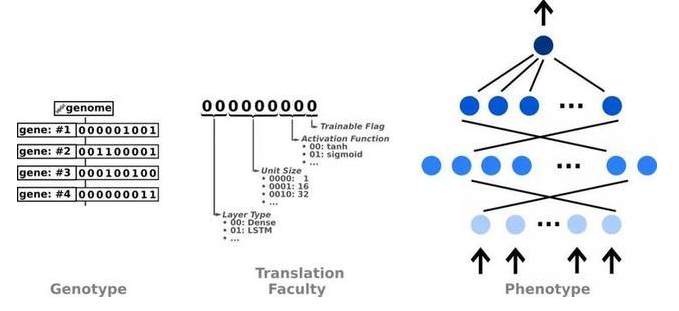 genome
gene: #1 000001001
gene: #2 001100001
gene: #3 000100100
gene: #4 000000011
Genotype
000000000
Trainable Flag
Activation Function
• 00: tanh
• 01: sigmoid
• ...
Unit Size
• 0000: 1
• 0001: 16
• 0010: 32
• ...
Layer Type
• 00: Dense
• 01: LSTM
• ...
Translation
Faculty
...
...
...
Phenotype